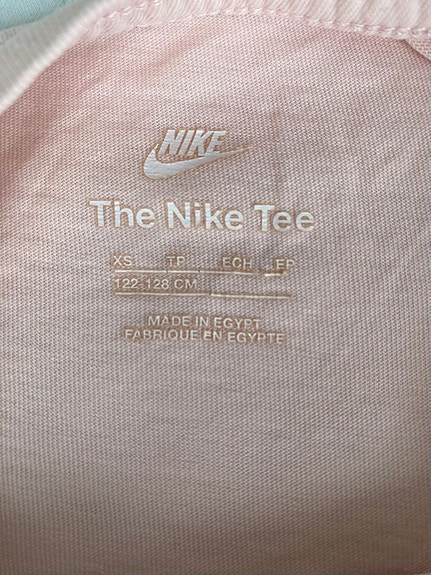 NIKE
The Nike Tee
XS TP ECH EP
122-128 CM
MADE IN EGYPT
FABRIQUE EN EGYPTE